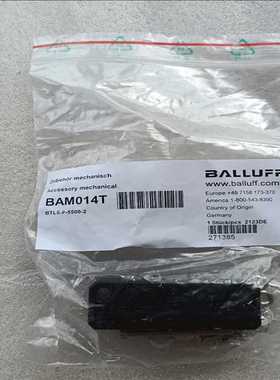 Zubehör mechanisch
Accessory mechanical
BAM014T
BTL5-P-5500-2
BALLUFF
www.balluff.com
Europe +49 7158 173-370
America 1-800-543-8390
Country of Origin
Germany
1 Stück/pcs 2123DE
271385